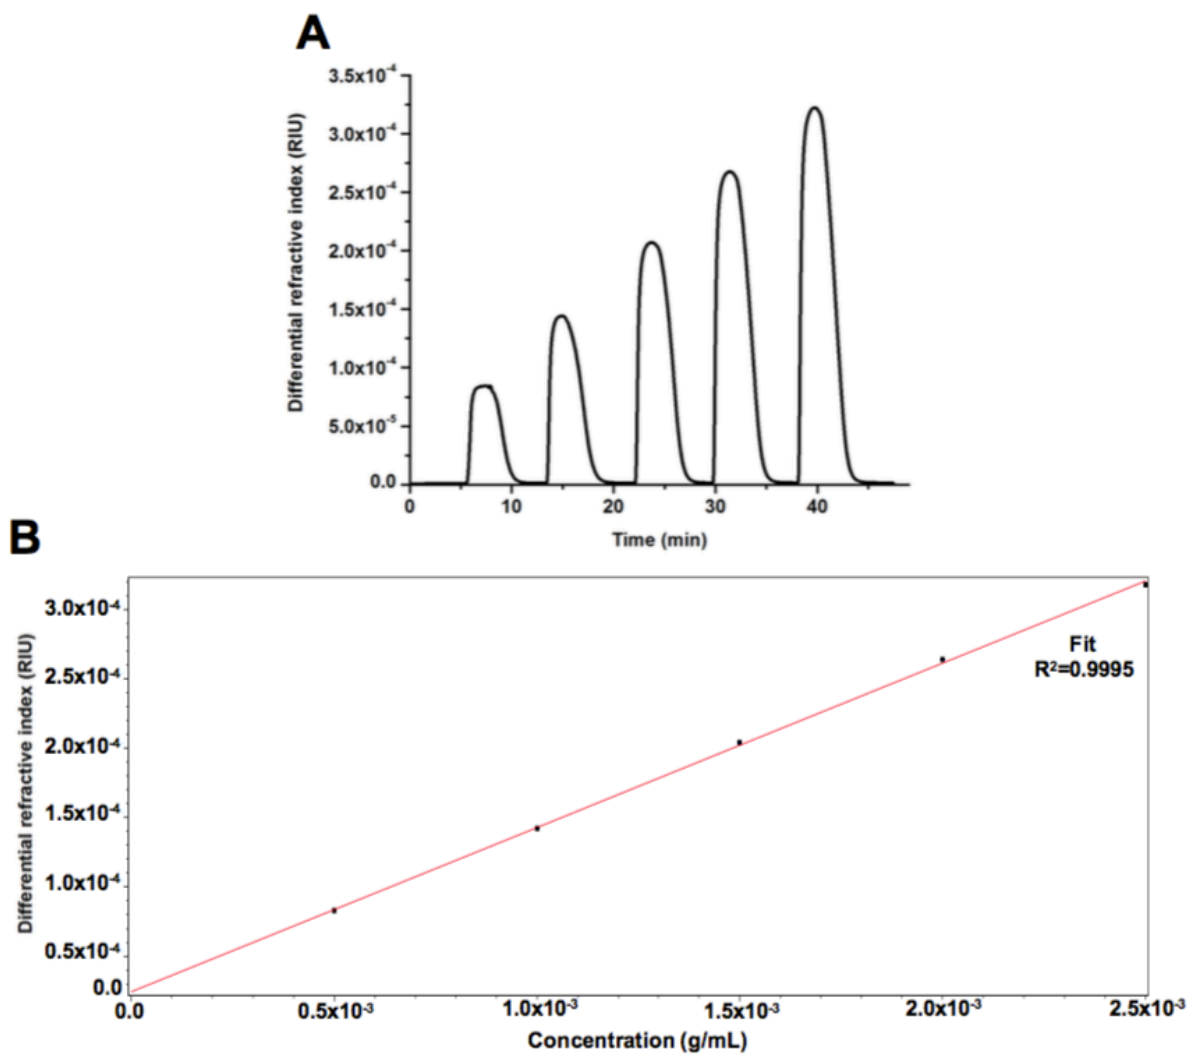 A
3.5x10⁻⁴
3.0x10⁻⁴
2.5x10⁻⁴
2.0x10⁻⁴
1.5x10⁻⁴
1.0x10⁻⁴
5.0x10⁻⁵
0.0
Differential refractive index (RIU)
0 10 20 30 40
Time (min)
B
3.0x10⁻⁴
2.5x10⁻⁴
2.0x10⁻⁴
1.5x10⁻⁴
1.0x10⁻⁴
0.5x10⁻⁴
0.0
Differential refractive index (RIU)
Fit
R²=0.9995
0.0 0.5x10⁻³ 1.0x10⁻³ 1.5x10⁻³ 2.0x10⁻³ 2.5x10⁻³
Concentration (g/mL)